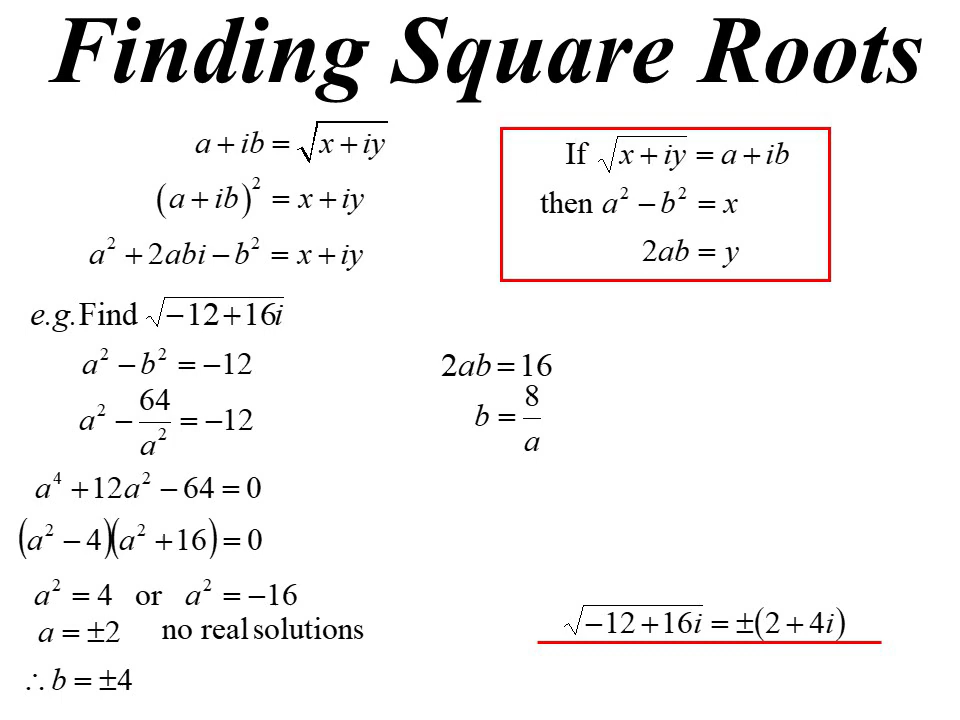 Finding Square Roots
a + ib = √(x + iy)
(a + ib)² = x + iy
a² + 2abi − b² = x + iy
If √(x + iy) = a + ib
then a² − b² = x
2ab = y
e.g. Find √(−12 + 16i)
a² − b² = −12
2ab = 16
a² − 64/a² = −12
b = 8/a
a⁴ + 12a² − 64 = 0
(a² − 4)(a² + 16) = 0
a² = 4 or a² = −16
a = ±2 no real solutions
∴ b = ±4
√(−12 + 16i) = ±(2 + 4i)